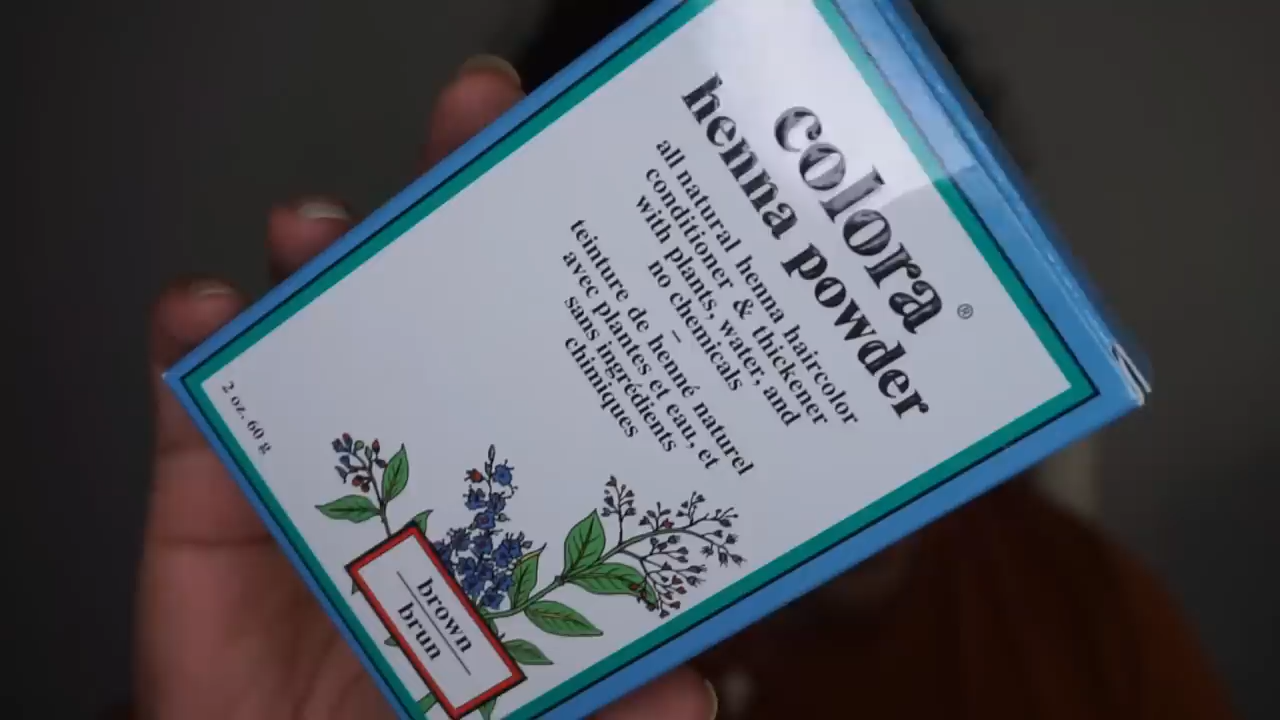 colora®
henna powder
all natural henna haircolor
conditioner & thickener
with plants, water, and
no chemicals
–
teinture de henné naturel
avec plantes et eau, et
sans ingrédients
chimiques
2 oz. 60 g
brown
brun